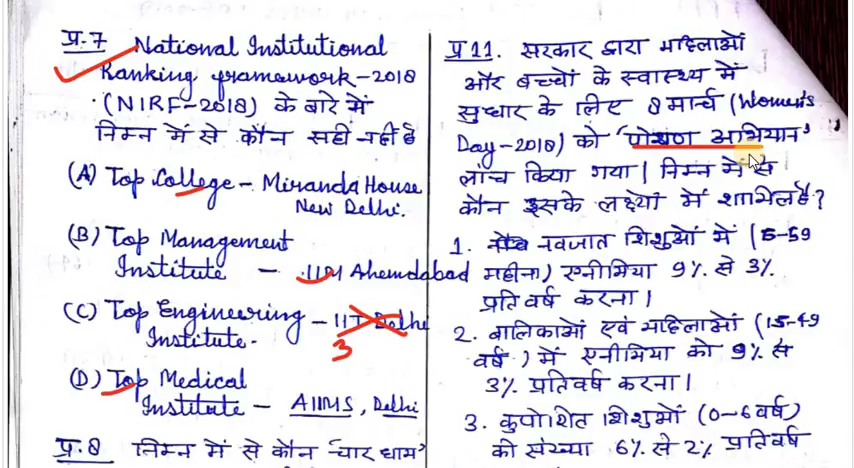 प्र.7 National Institutional
Ranking framework-2018
(NIRF-2018) के बारे में
निम्न में से कौन सही नहीं है
(A) Top College - Miranda House
New Delhi.
(B) Top Management
Institute - IIM Ahemdabad
(C) Top Engineering - IIT Delhi
Institute. 3
(D) Top Medical
Institute - AIIMS, Delhi
प्र.8 निम्न में से कौन 'चार धाम'
प्र 11. सरकार द्वारा महिलाओं
और बच्चों के स्वास्थ्य में
सुधार के लिए 8 मार्च (Women's
Day-2018) को 'पोषण अभियान'
लांच किया गया। निम्न में से
कौन इसके लक्ष्यों में शामिल है?
1. नवजात शिशुओं में (5-59
महीना) एनीमिया 9% से 3%
प्रतिवर्ष करना।
2. बालिकाओं एवं महिलाओं (15-49
वर्ष) में एनीमिया को 9% से
3% प्रतिवर्ष करना।
3. कुपोशित शिशुओं (0-6 वर्ष)
की संख्या 6% से 2% प्रतिवर्ष